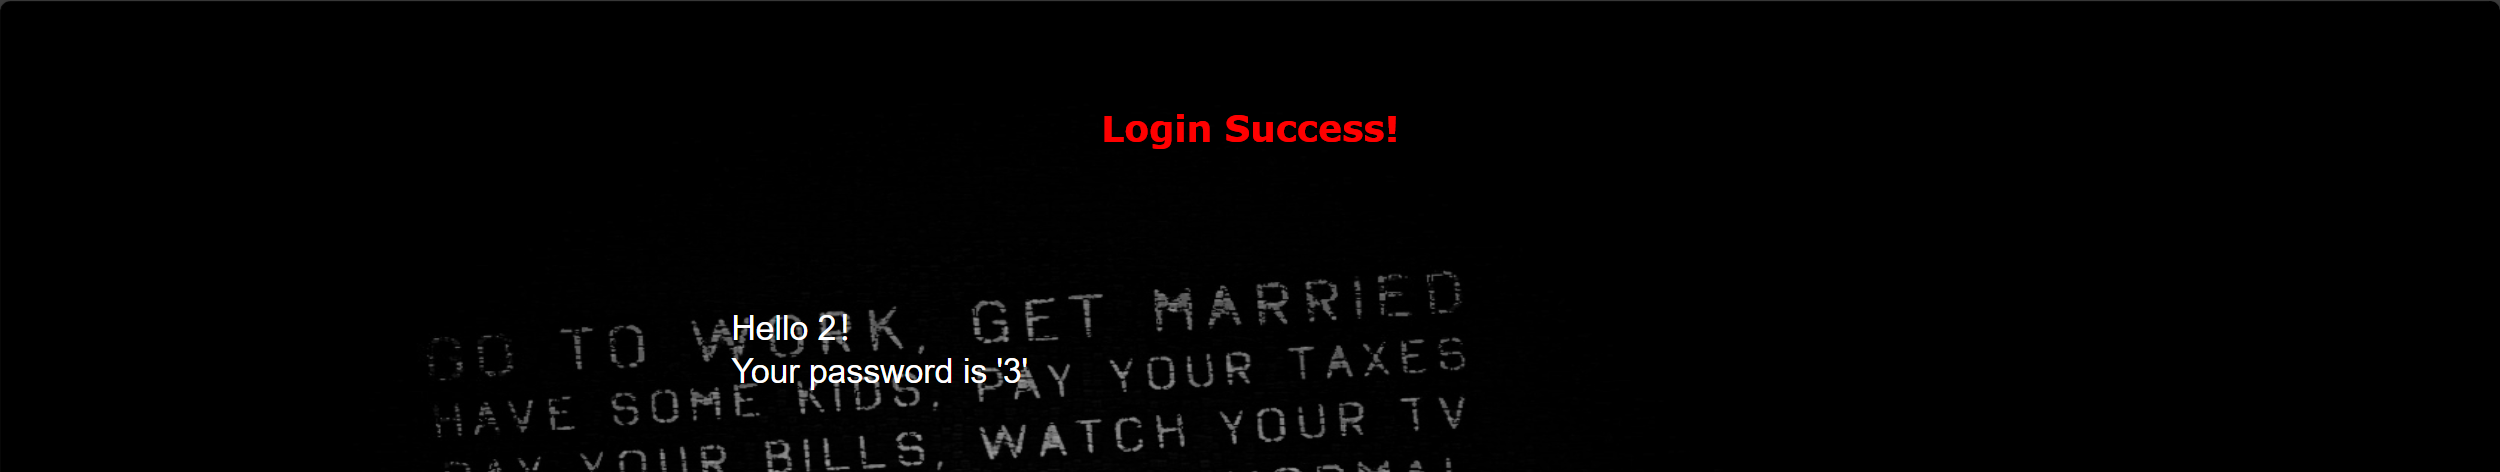 Login Success!
GO TO WORK, GET MARRIED
Hello 2!
HAVE SOME KIDS, PAY YOUR TAXES
Your password is '3'
PAY YOUR BILLS, WATCH YOUR TV